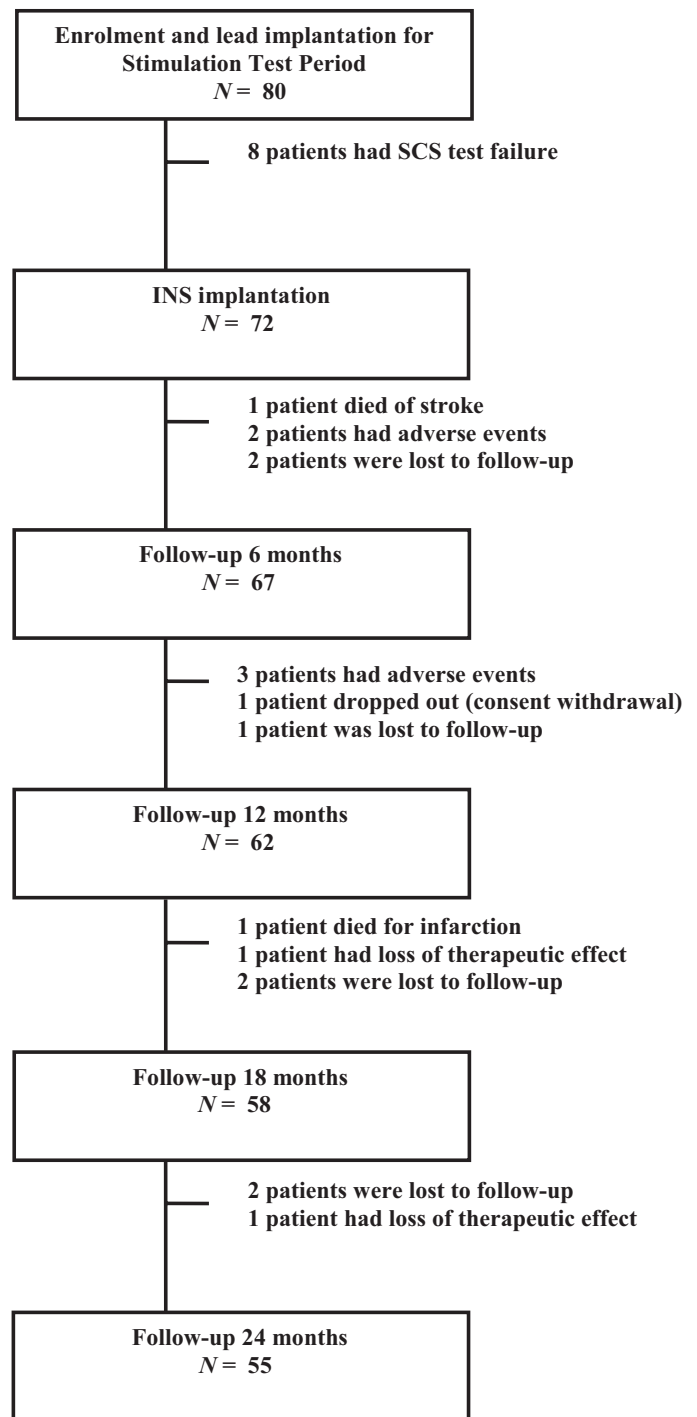 Enrolment and lead implantation for
Stimulation Test Period
N = 80
8 patients had SCS test failure
INS implantation
N = 72
1 patient died of stroke
2 patients had adverse events
2 patients were lost to follow-up
Follow-up 6 months
N = 67
3 patients had adverse events
1 patient dropped out (consent withdrawal)
1 patient was lost to follow-up
Follow-up 12 months
N = 62
1 patient died for infarction
1 patient had loss of therapeutic effect
2 patients were lost to follow-up
Follow-up 18 months
N = 58
2 patients were lost to follow-up
1 patient had loss of therapeutic effect
Follow-up 24 months
N = 55